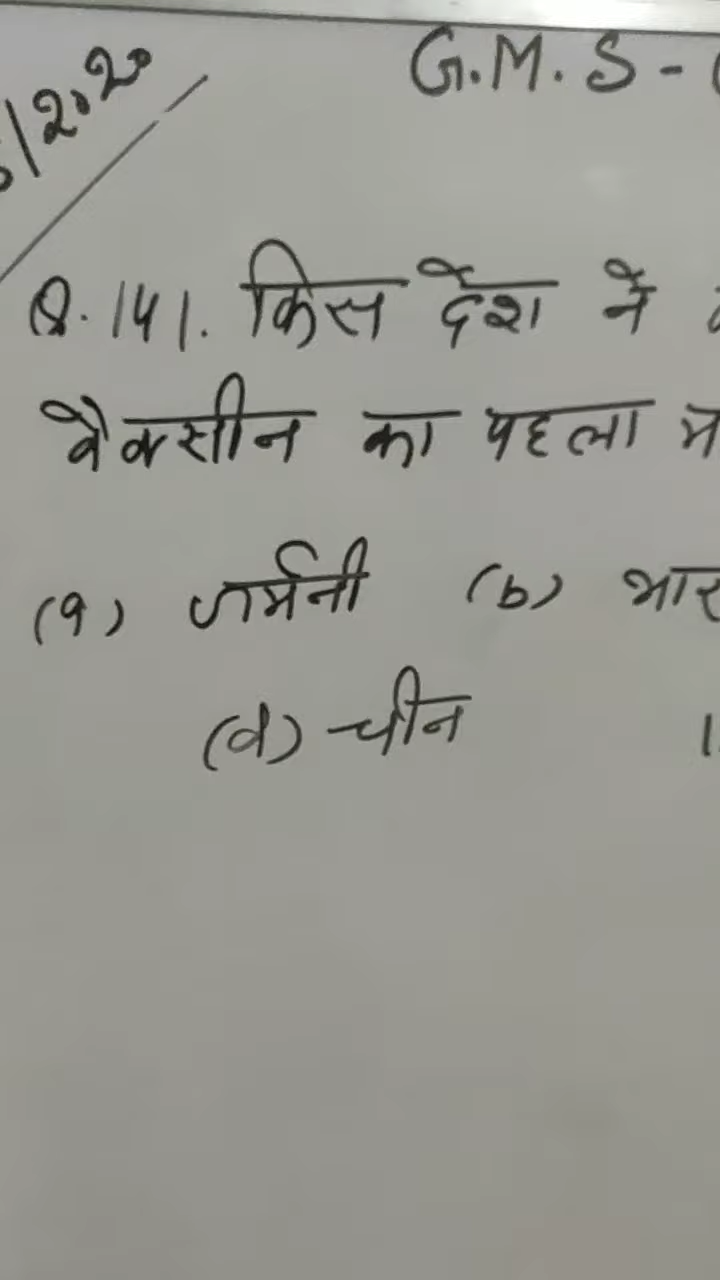 /2020
G.M.S -
Q.141. किस देश ने
वैक्सीन का पहला
(a) जर्मनी (b) भार
(d) चीन